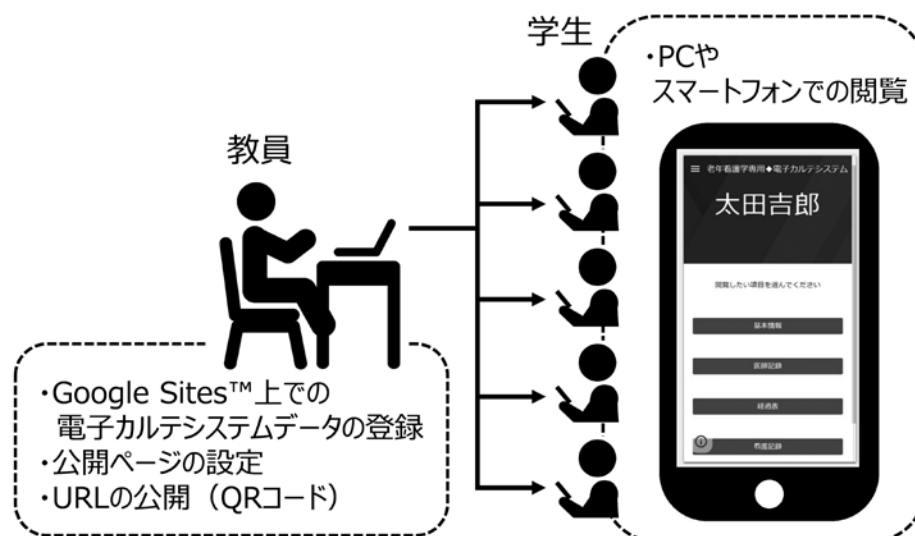 学生
・PCや
スマートフォンでの閲覧
教員
老年看護学専用◆電子カルテシステム
太田吉郎
閲覧したい項目を選んでください
基本情報
医師記録
経過表
看護記録
・Google Sites™上での
電子カルテシステムデータの登録
・公開ページの設定
・URLの公開（QRコード）